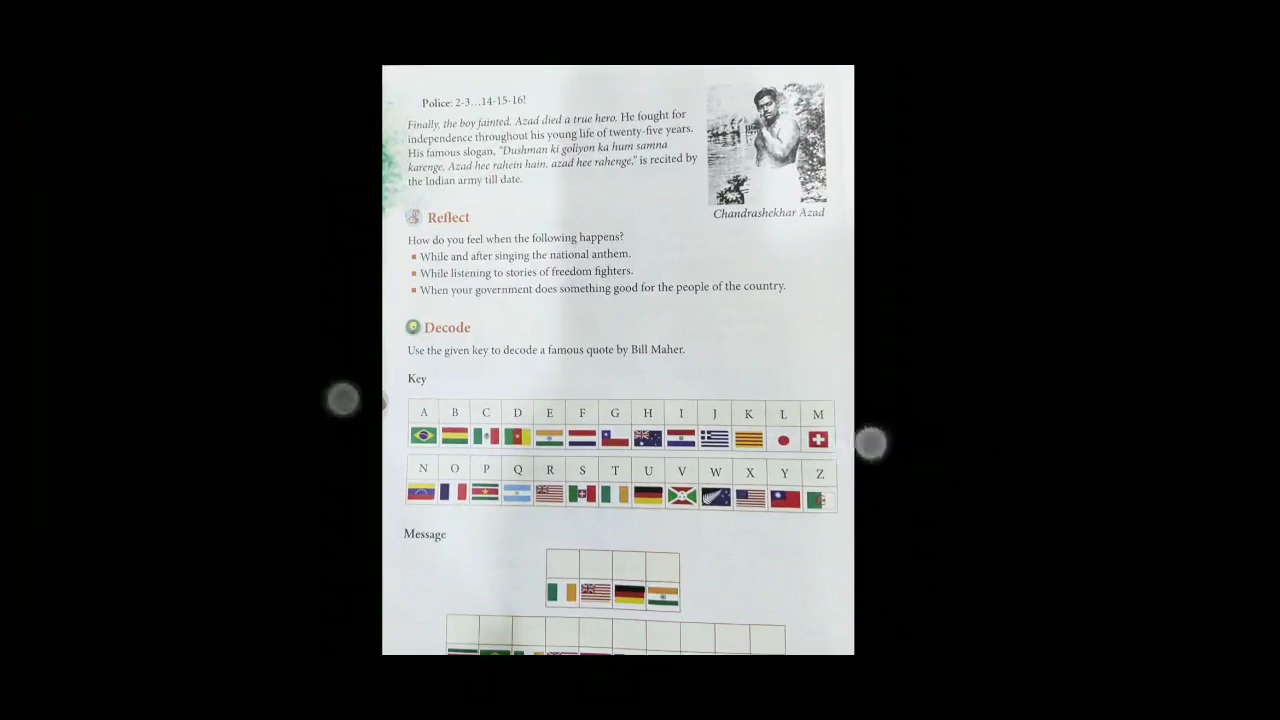 Police: 2-3...14-15-16!
Finally, the boy fainted. Azad died a true hero. He fought for
independence throughout his young life of twenty-five years.
His famous slogan, "Dushman ki goliyon ka hum samna
karenge, Azad hee rahein hain, azad hee rahenge," is recited by
the Indian army till date.
Chandrashekhar Azad
Reflect
How do you feel when the following happens?
While and after singing the national anthem.
While listening to stories of freedom fighters.
When your government does something good for the people of the country.
Decode
Use the given key to decode a famous quote by Bill Maher.
Key
A B C D E F G H I J K L M
N O P Q R S T U V W X Y Z
Message